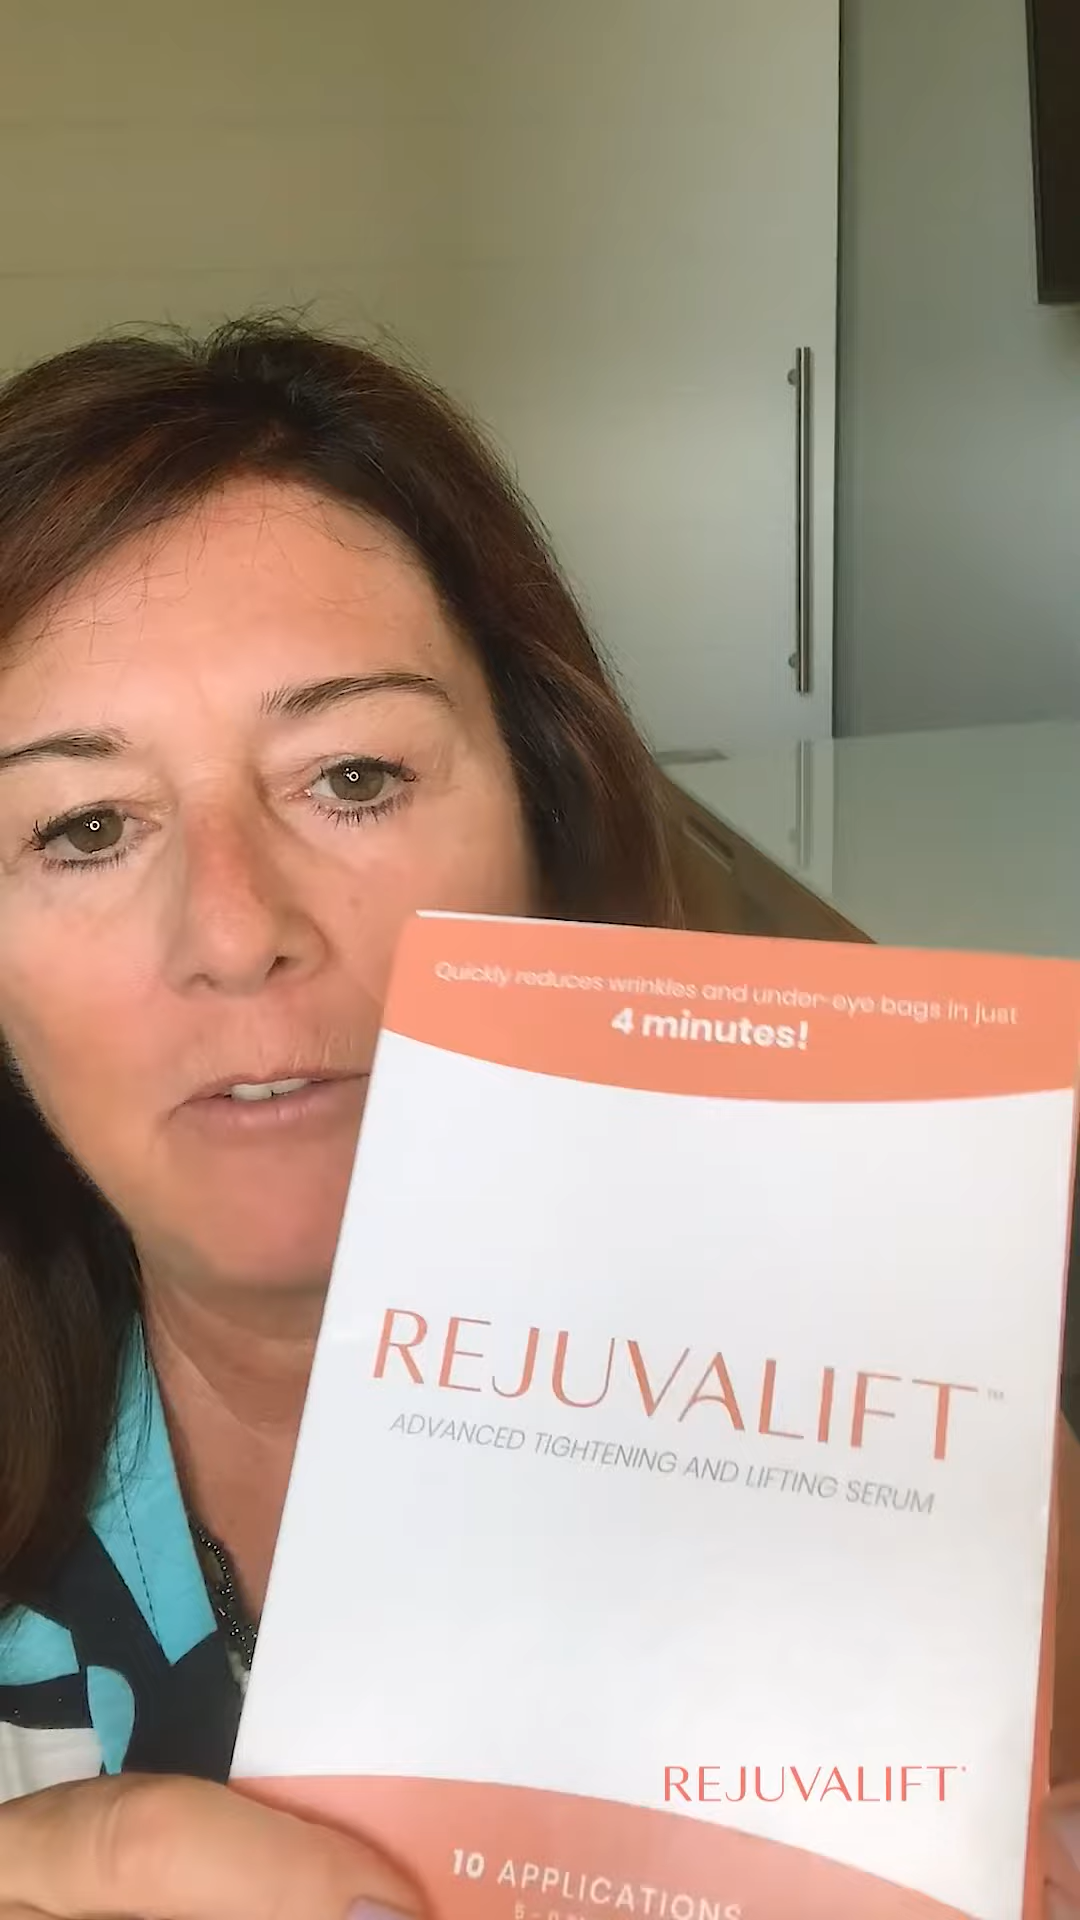 Quickly reduces wrinkles and under-eye bags in just
4 minutes!
REJUVALIFT™
ADVANCED TIGHTENING AND LIFTING SERUM
REJUVALIFT
10 APPLICATIONS